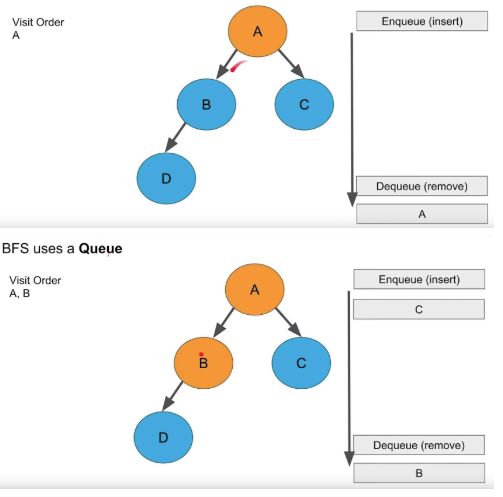 Visit Order
A
A
B
C
D
Enqueue (insert)
Dequeue (remove)
A
BFS uses a Queue
Visit Order
A, B
A
B
C
D
Enqueue (insert)
C
Dequeue (remove)
B